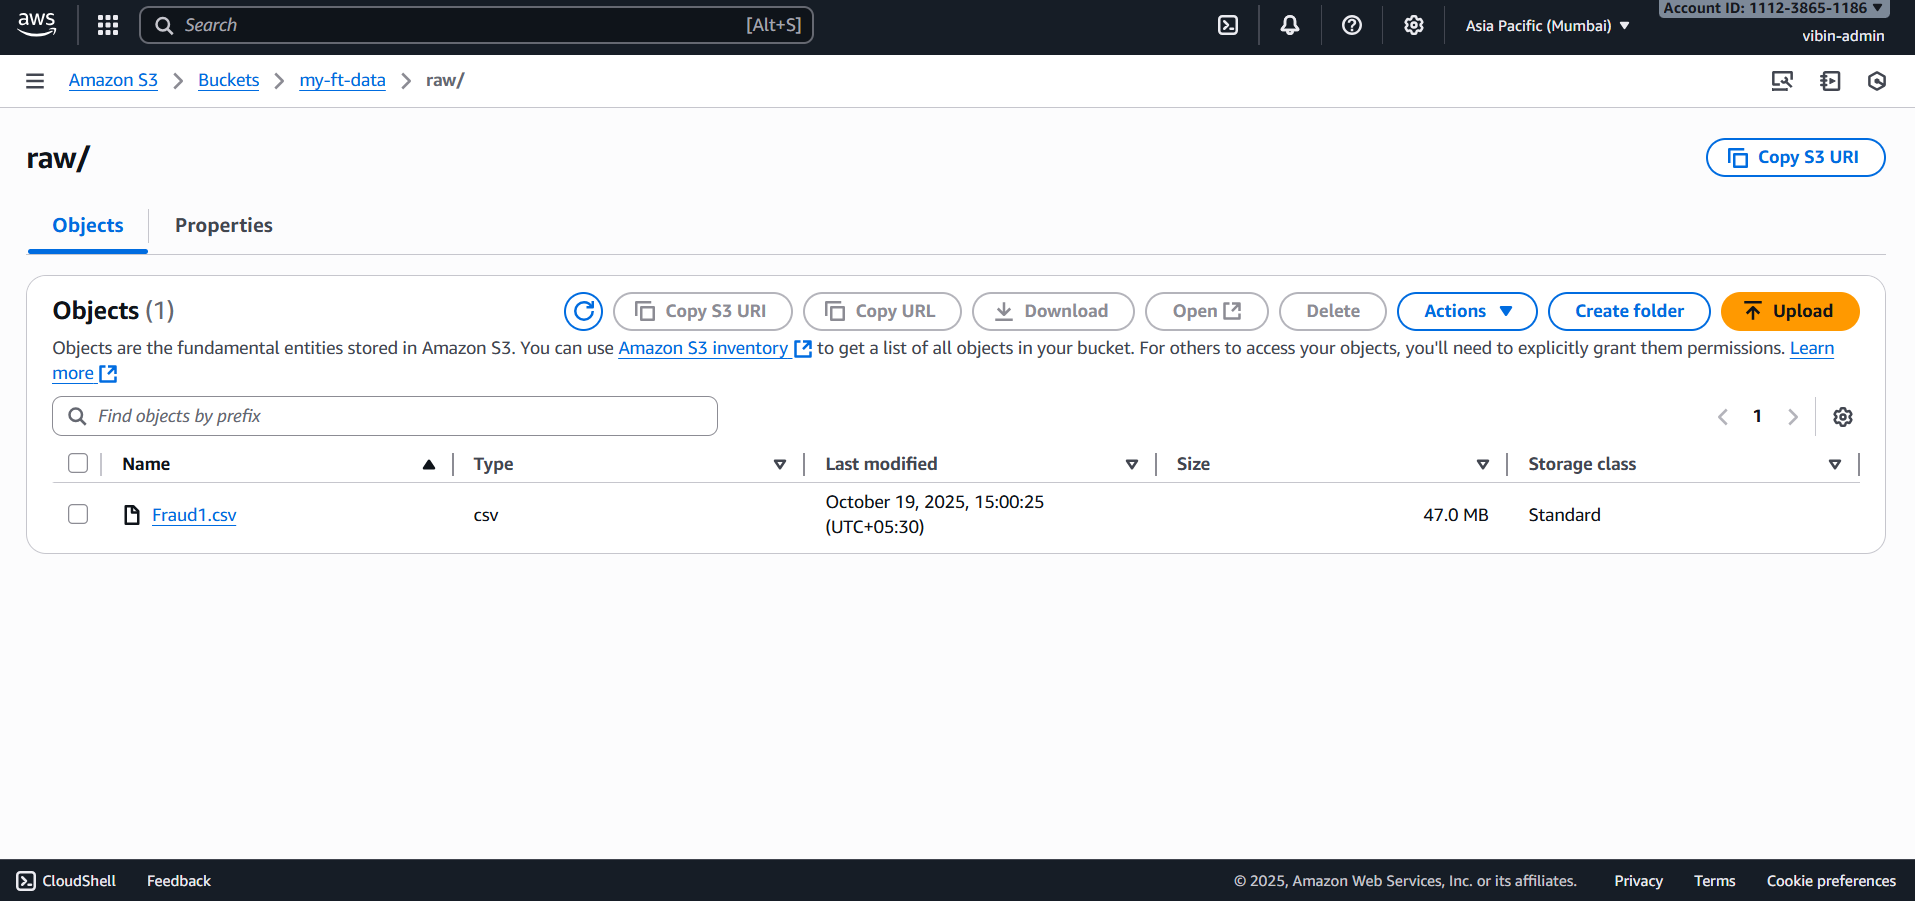 aws
Search [Alt+S]
Asia Pacific (Mumbai)
Account ID: 1112-3865-1186
vibin-admin
Amazon S3 Buckets my-ft-data raw/
raw/
Copy S3 URI
Objects Properties
Objects (1)
Copy S3 URI Copy URL Download Open Delete Actions Create folder Upload
Objects are the fundamental entities stored in Amazon S3. You can use Amazon S3 inventory to get a list of all objects in your bucket. For others to access your objects, you'll need to explicitly grant them permissions. Learn
more
Find objects by prefix
1
Name Type Last modified Size Storage class
Fraud1.csv csv October 19, 2025, 15:00:25 47.0 MB Standard
(UTC+05:30)
CloudShell Feedback © 2025, Amazon Web Services, Inc. or its affiliates. Privacy Terms Cookie preferences